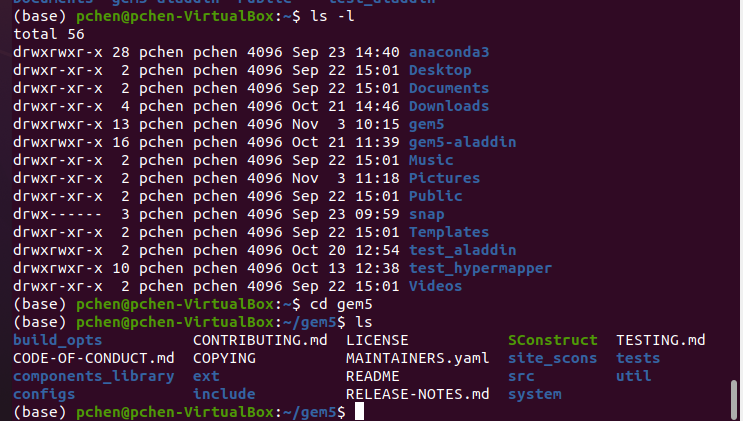 Documents gem5-aladdin Public test_aladdin
(base) pchen@pchen-VirtualBox:~$ ls -l
total 56
drwxrwxr-x 28 pchen pchen 4096 Sep 23 14:40 anaconda3
drwxr-xr-x  2 pchen pchen 4096 Sep 22 15:01 Desktop
drwxr-xr-x  2 pchen pchen 4096 Sep 22 15:01 Documents
drwxr-xr-x  4 pchen pchen 4096 Oct 21 14:46 Downloads
drwxrwxr-x 13 pchen pchen 4096 Nov  3 10:15 gem5
drwxrwxr-x 16 pchen pchen 4096 Oct 21 11:39 gem5-aladdin
drwxr-xr-x  2 pchen pchen 4096 Sep 22 15:01 Music
drwxr-xr-x  2 pchen pchen 4096 Nov  3 11:18 Pictures
drwxr-xr-x  2 pchen pchen 4096 Sep 22 15:01 Public
drwx------  3 pchen pchen 4096 Sep 23 09:59 snap
drwxr-xr-x  2 pchen pchen 4096 Sep 22 15:01 Templates
drwxrwxr-x  2 pchen pchen 4096 Oct 20 12:54 test_aladdin
drwxrwxr-x 10 pchen pchen 4096 Oct 13 12:38 test_hypermapper
drwxr-xr-x  2 pchen pchen 4096 Sep 22 15:01 Videos
(base) pchen@pchen-VirtualBox:~$ cd gem5
(base) pchen@pchen-VirtualBox:~/gem5$ ls
build_opts          CONTRIBUTING.md  LICENSE           SConstruct  TESTING.md
CODE-OF-CONDUCT.md  COPYING          MAINTAINERS.yaml  site_scons  tests
components_library  ext              README            src         util
configs             include          RELEASE-NOTES.md  system
(base) pchen@pchen-VirtualBox:~/gem5$